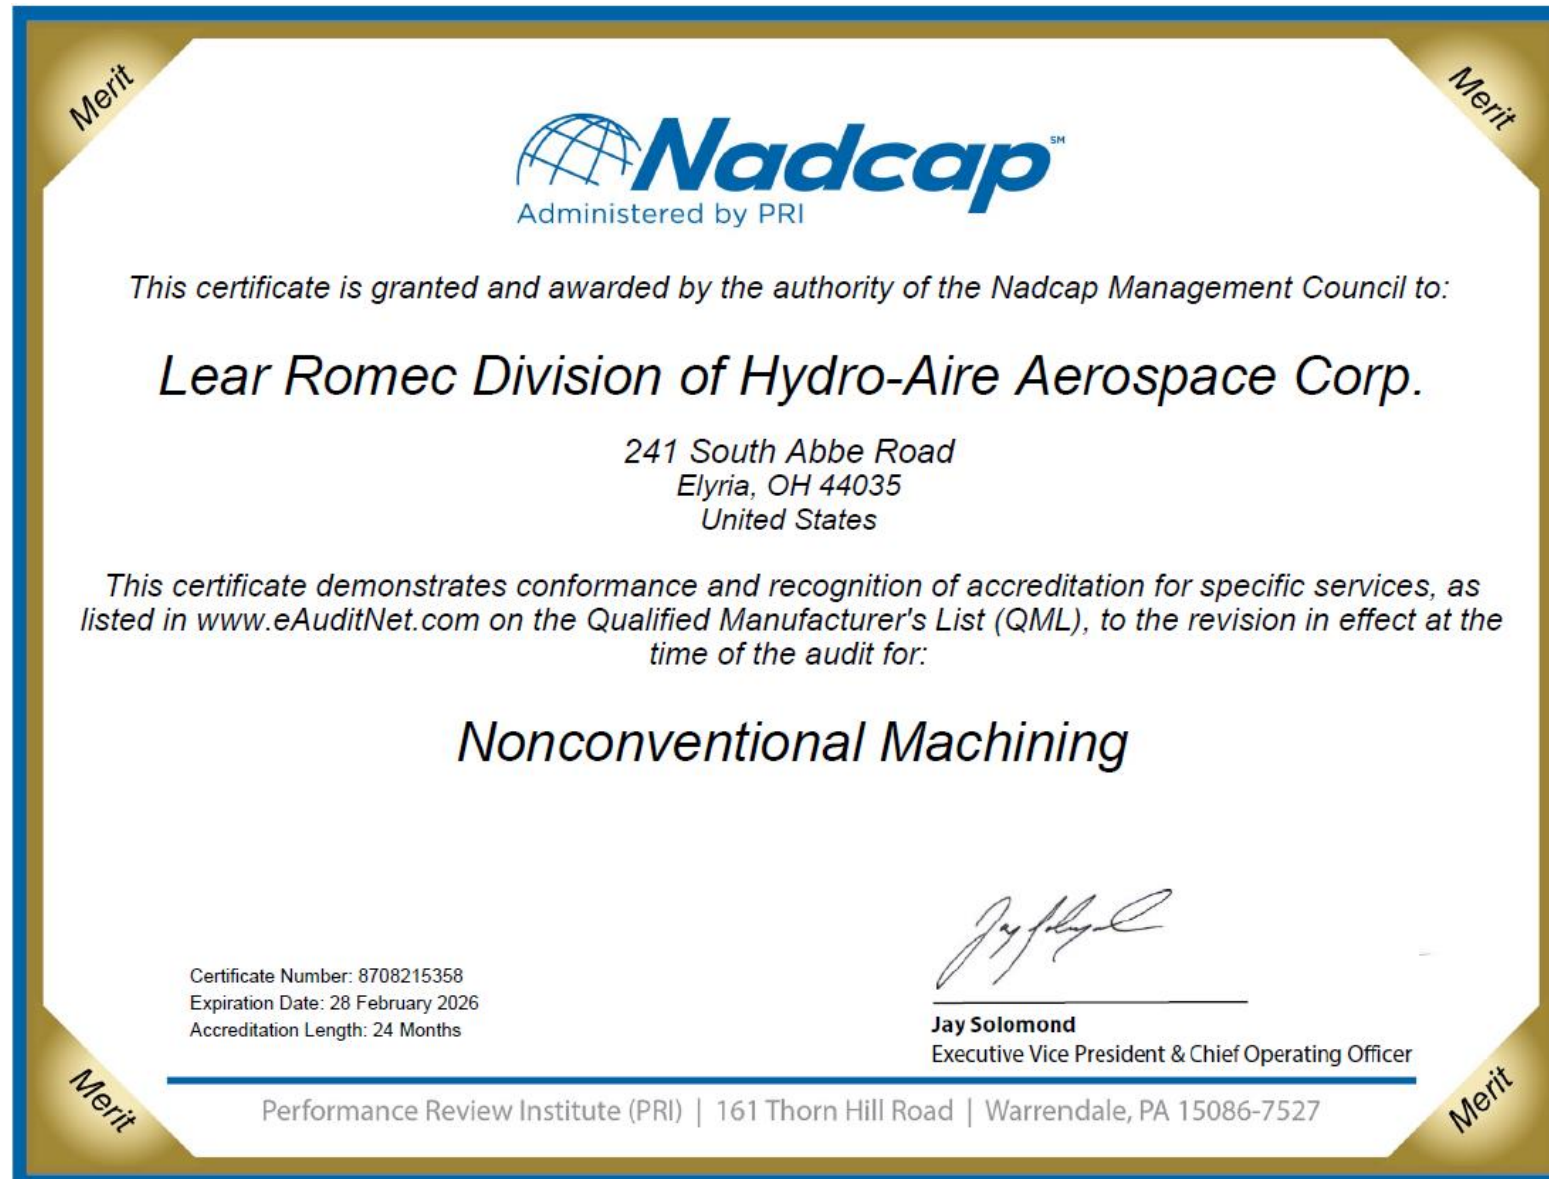 Merit
Merit
Nadcap℠
Administered by PRI
This certificate is granted and awarded by the authority of the Nadcap Management Council to:
Lear Romec Division of Hydro-Aire Aerospace Corp.
241 South Abbe Road
Elyria, OH 44035
United States
This certificate demonstrates conformance and recognition of accreditation for specific services, as
listed in www.eAuditNet.com on the Qualified Manufacturer's List (QML), to the revision in effect at the
time of the audit for:
Nonconventional Machining
Certificate Number: 8708215358
Expiration Date: 28 February 2026
Accreditation Length: 24 Months
Jay Solomond
Executive Vice President & Chief Operating Officer
Merit
Merit
Performance Review Institute (PRI) | 161 Thorn Hill Road | Warrendale, PA 15086-7527